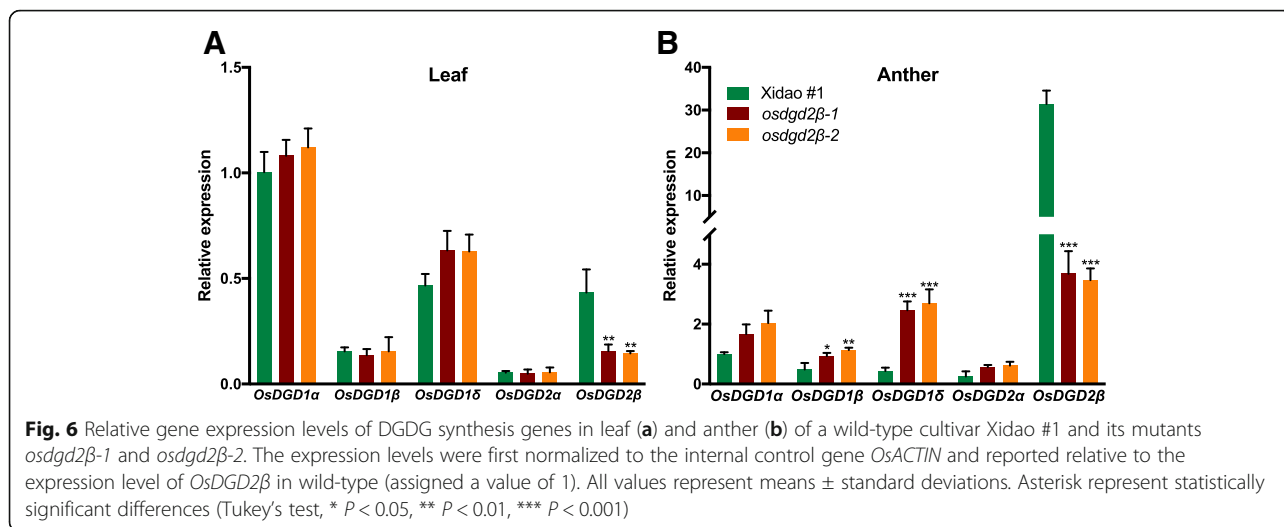 A
B
Leaf
Anther
Relative expression
1.5
1.0
0.5
0.0
OsDGD1α OsDGD1β OsDGD1δ OsDGD2α OsDGD2β
** **
Relative expression
40
30
20
10
4
2
0
Xidao #1
osdgd2β-1
osdgd2β-2
* **
*** ***
*** ***
OsDGD1α OsDGD1β OsDGD1δ OsDGD2α OsDGD2β
Fig. 6 Relative gene expression levels of DGDG synthesis genes in leaf (a) and anther (b) of a wild-type cultivar Xidao #1 and its mutants
osdgd2β-1 and osdgd2β-2. The expression levels were first normalized to the internal control gene OsACTIN and reported relative to the
expression level of OsDGD2β in wild-type (assigned a value of 1). All values represent means ± standard deviations. Asterisk represent statistically
significant differences (Tukey's test, * P < 0.05, ** P < 0.01, *** P < 0.001)